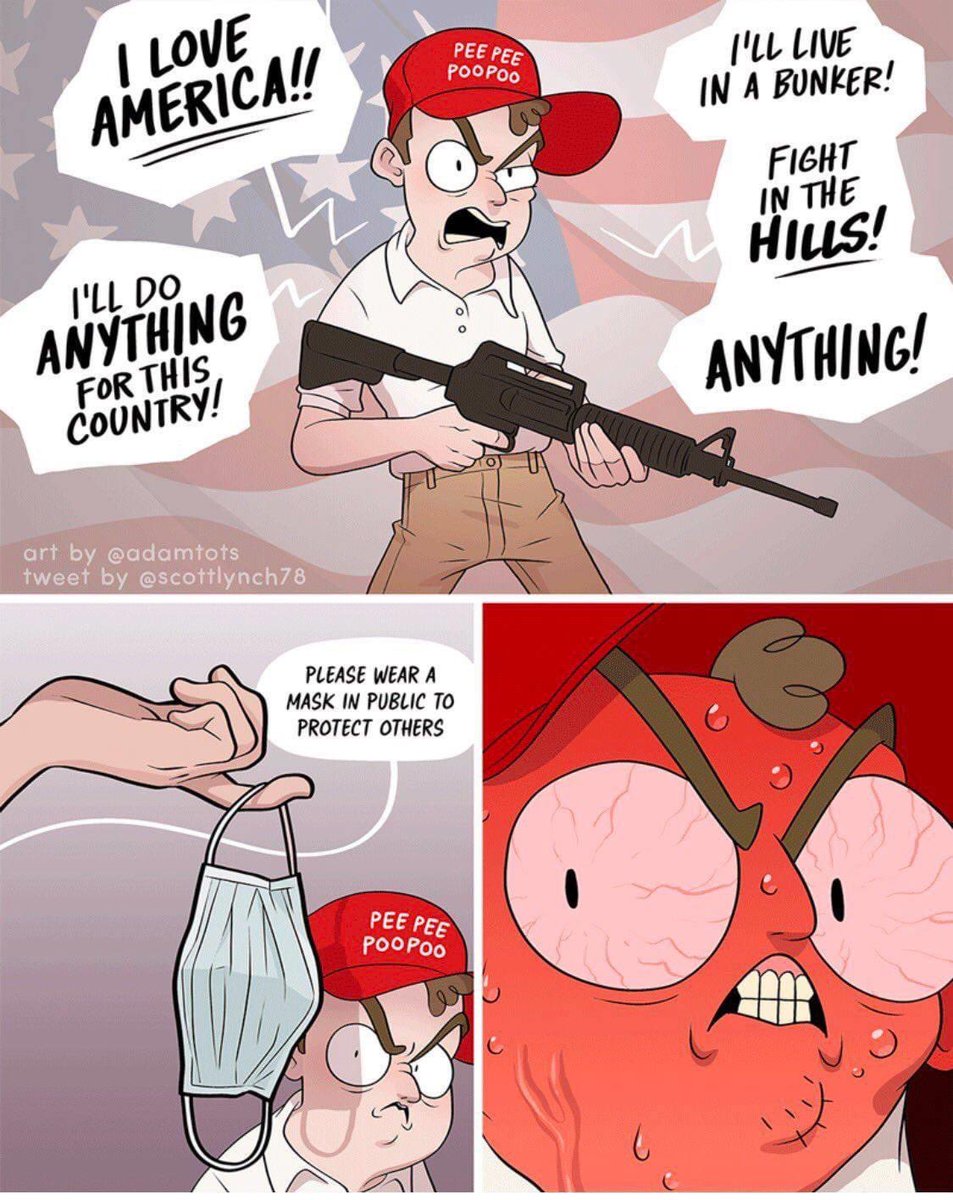 I LOVE
AMERICA!!
PEE PEE
POOPOO
I'LL LIVE
IN A BUNKER!
FIGHT
IN THE
HILLS!
I'LL DO
ANYTHING
FOR THIS
COUNTRY!
ANYTHING!
art by @adamtots
tweet by @scottlynch78
PLEASE WEAR A
MASK IN PUBLIC TO
PROTECT OTHERS
PEE PEE
POOPOO